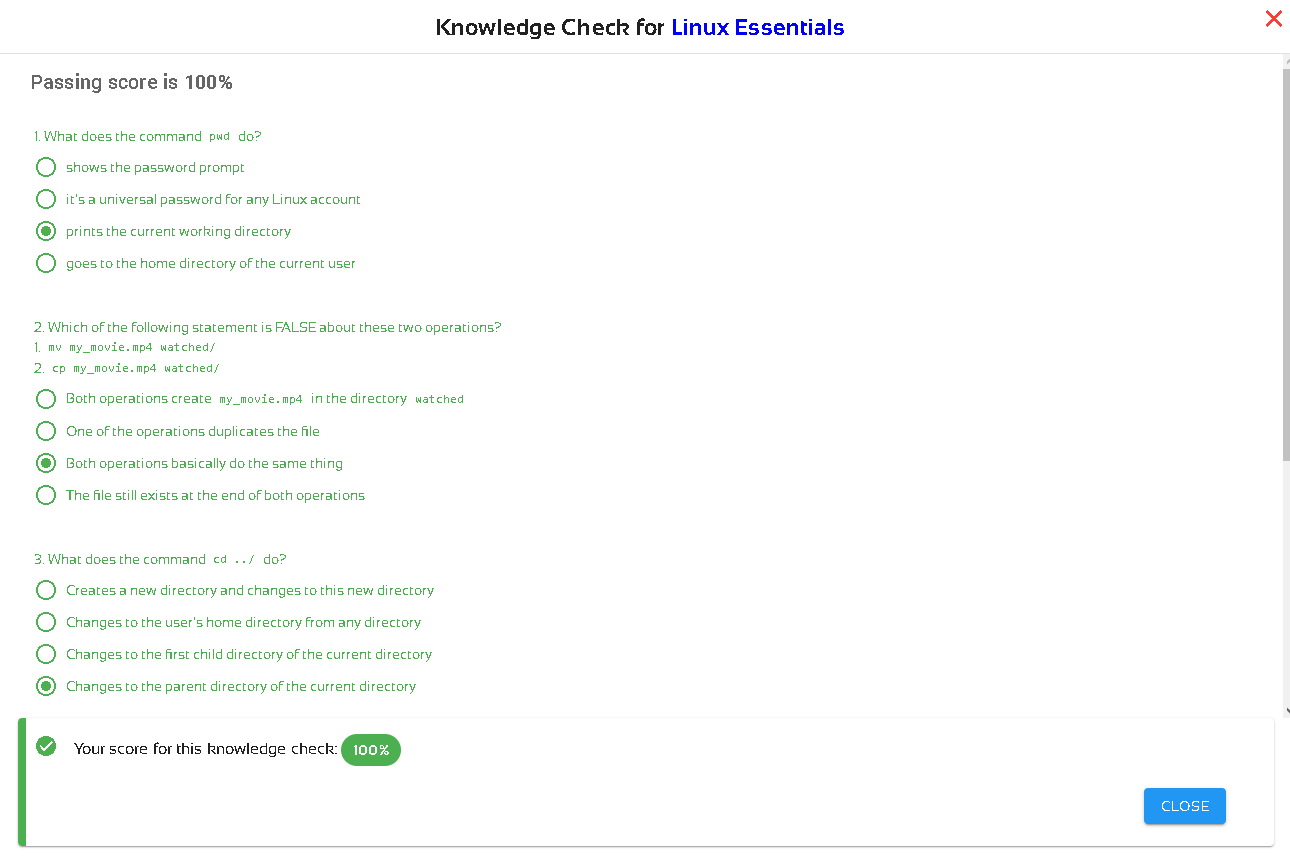 Knowledge Check for Linux Essentials
Passing score is 100%
1. What does the command pwd do?
shows the password prompt
it's a universal password for any Linux account
prints the current working directory
goes to the home directory of the current user
2. Which of the following statement is FALSE about these two operations?
1. mv my_movie.mp4 watched/
2. cp my_movie.mp4 watched/
Both operations create my_movie.mp4 in the directory watched
One of the operations duplicates the file
Both operations basically do the same thing
The file still exists at the end of both operations
3. What does the command cd ../ do?
Creates a new directory and changes to this new directory
Changes to the user's home directory from any directory
Changes to the first child directory of the current directory
Changes to the parent directory of the current directory
Your score for this knowledge check: 100%
CLOSE